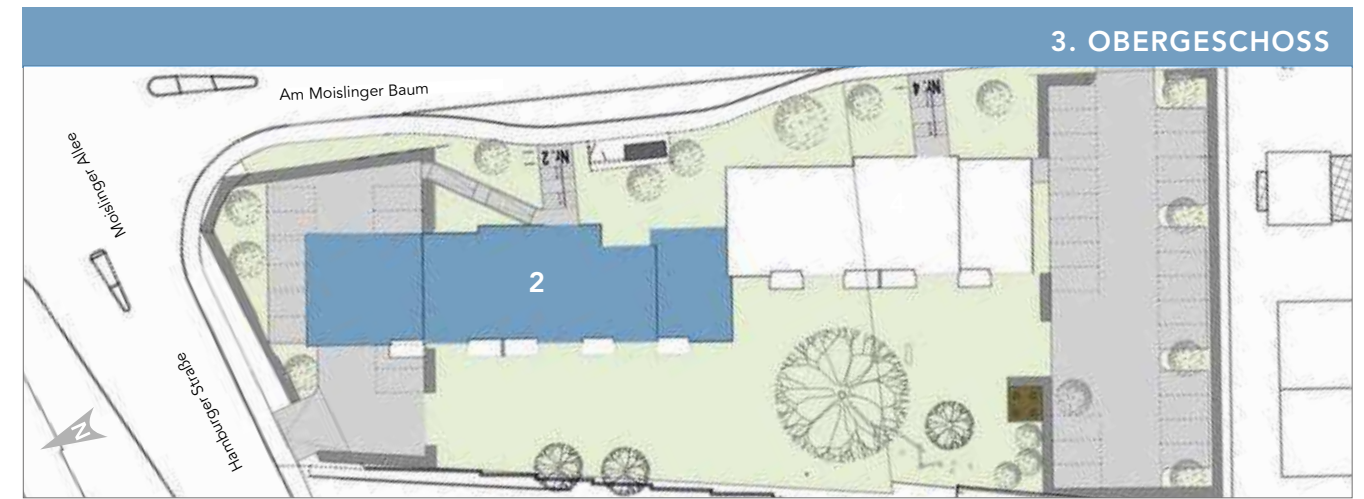 3. OBERGESCHOSS
Am Moislinger Baum
Moislinger Allee
Nr. 4
Nr. 2
2
Hamburger Straße
N